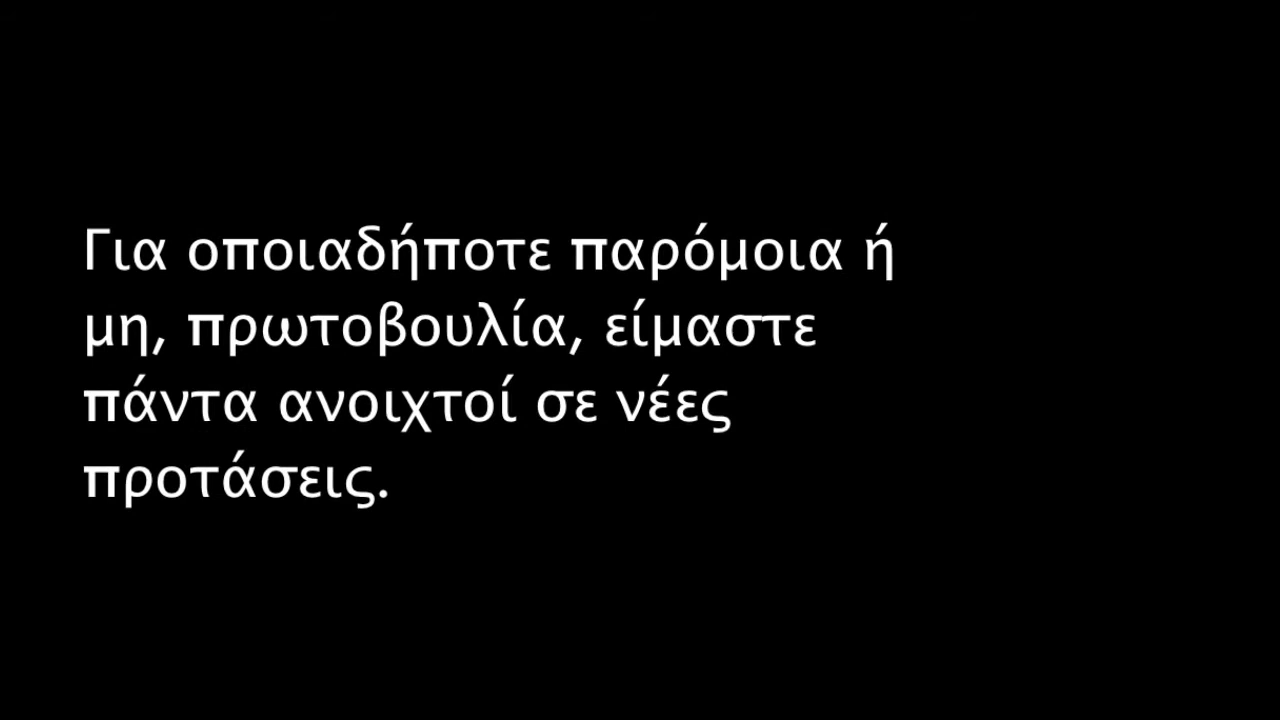 Για οποιαδήποτε παρόμοια ή
μη, πρωτοβουλία, είμαστε
πάντα ανοιχτοί σε νέες
προτάσεις.